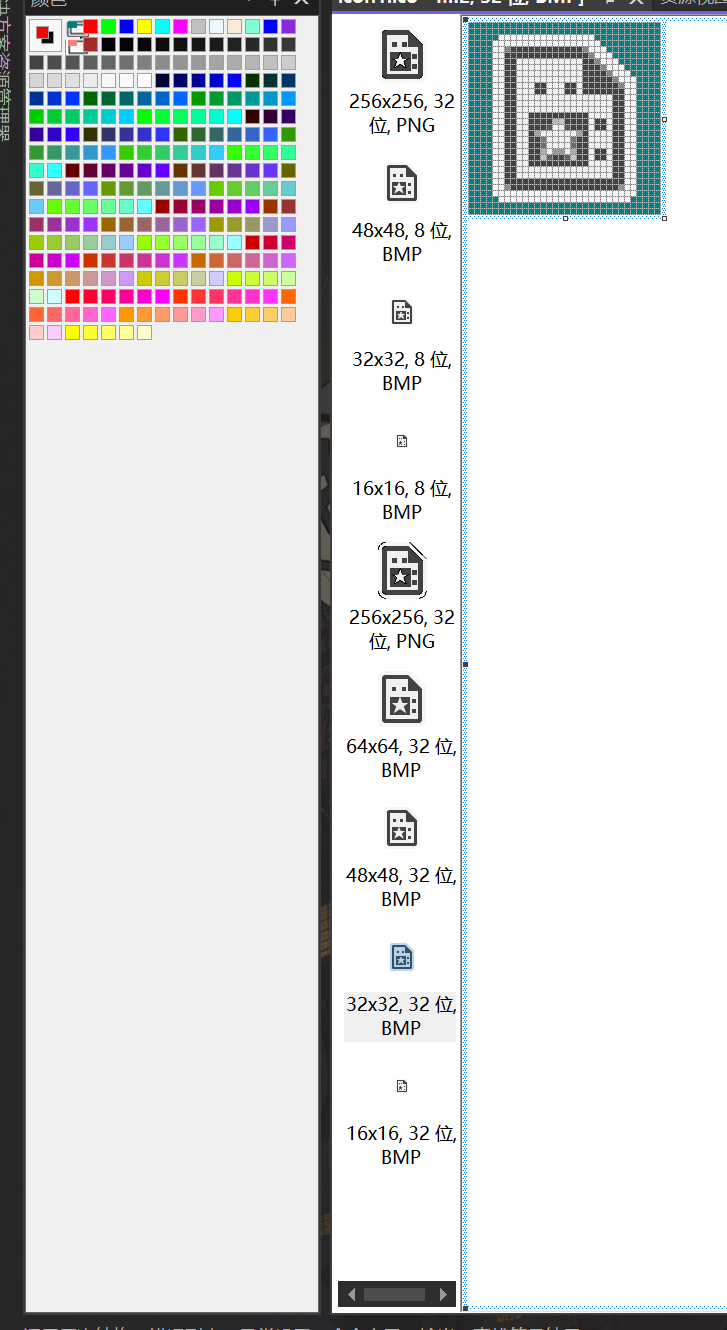 颜色
256x256, 32
位, PNG
48x48, 8 位,
BMP
32x32, 8 位,
BMP
16x16, 8 位,
BMP
256x256, 32
位, PNG
64x64, 32 位,
BMP
48x48, 32 位,
BMP
32x32, 32 位,
BMP
16x16, 32 位,
BMP